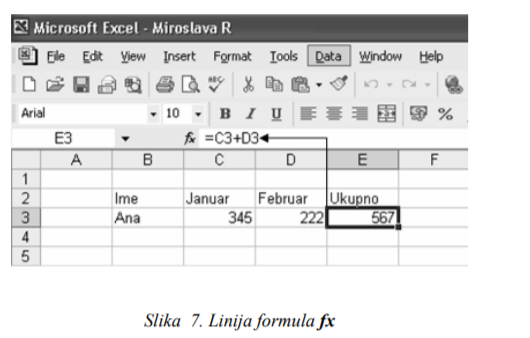 Microsoft Excel - Miroslava R
File Edit View Insert Format Tools Data Window Help
Arial 10 B I U %
E3 fx =C3+D3
A B C D E F
1
2 Ime Januar Februar Ukupno
3 Ana 345 222 567
4
5
Slika 7. Linija formula fx